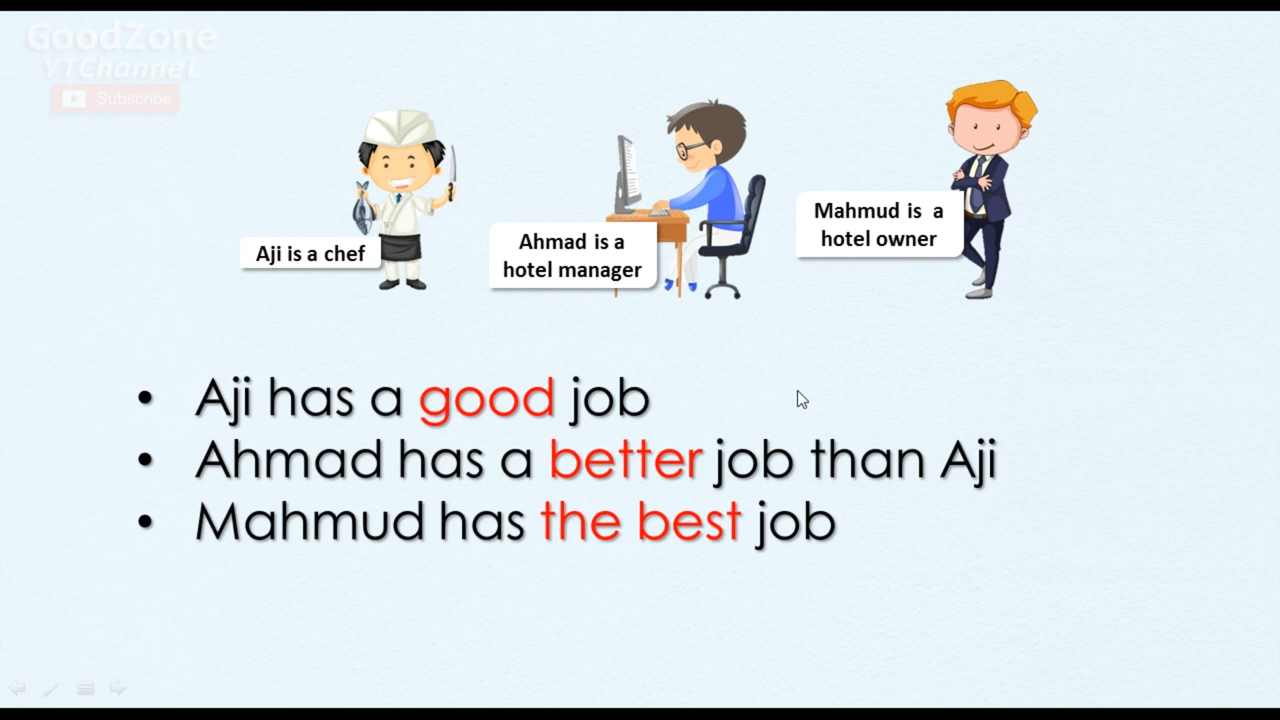 GoodZone
YTChannel
Subscribe
Aji is a chef
Ahmad is a
hotel manager
Mahmud is a
hotel owner
• Aji has a good job
• Ahmad has a better job than Aji
• Mahmud has the best job